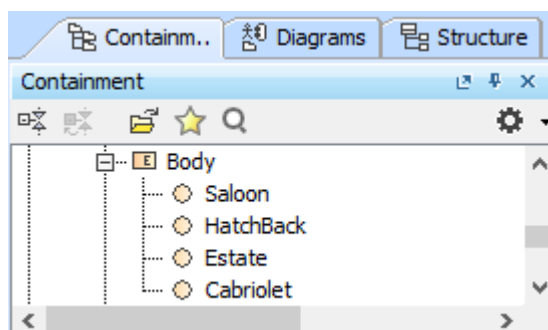 Containm.. Diagrams Structure
Containment
E Body
Saloon
HatchBack
Estate
Cabriolet